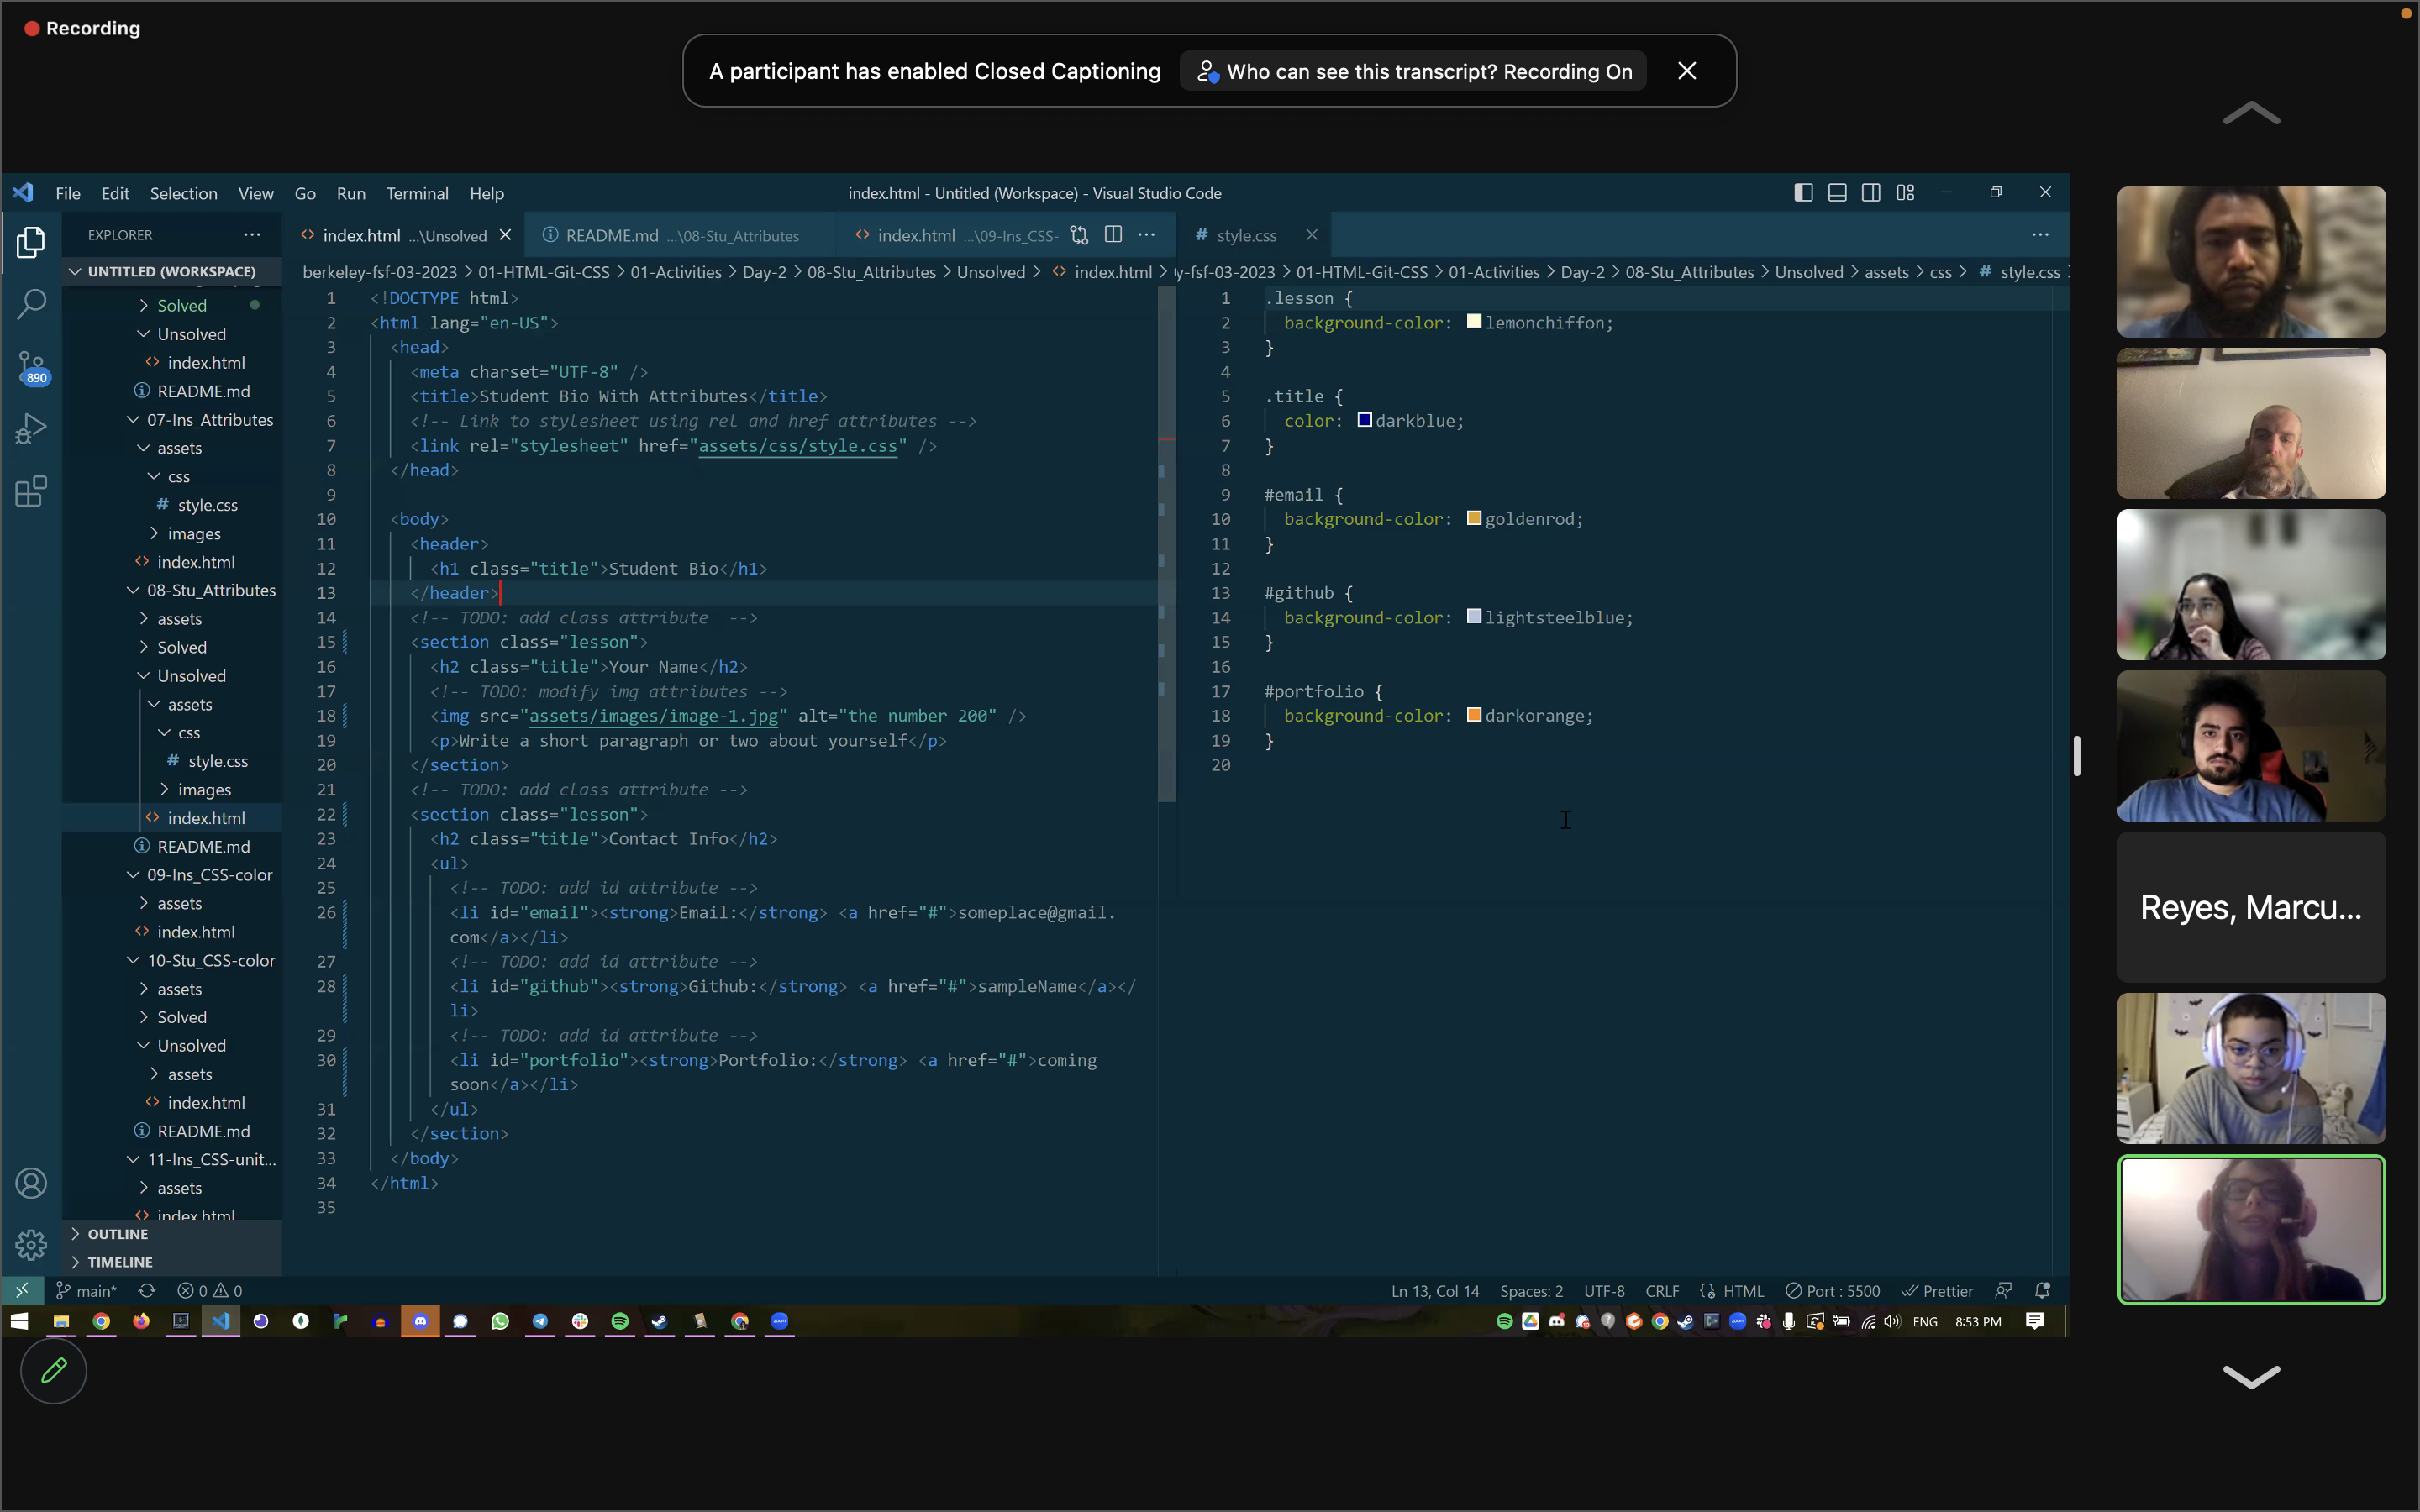 Recording
A participant has enabled Closed Captioning
Who can see this transcript? Recording On
File Edit Selection View Go Run Terminal Help
index.html - Untitled (Workspace) - Visual Studio Code
EXPLORER
UNTITLED (WORKSPACE)
Solved
Unsolved
index.html
README.md
07-Ins_Attributes
assets
css
# style.css
images
index.html
08-Stu_Attributes
assets
Solved
Unsolved
assets
css
# style.css
images
index.html
README.md
09-Ins_CSS-color
assets
index.html
10-Stu_CSS-color
assets
Solved
Unsolved
assets
index.html
README.md
11-Ins_CSS-unit...
assets
index.html
OUTLINE
TIMELINE
890
index.html ...\Unsolved
README.md ...\08-Stu_Attributes
index.html ...\09-Ins_CSS-
berkeley-fsf-03-2023 > 01-HTML-Git-CSS > 01-Activities > Day-2 > 08-Stu_Attributes > Unsolved > index.html >
1 <!DOCTYPE html>
2 <html lang="en-US">
3 <head>
4 <meta charset="UTF-8" />
5 <title>Student Bio With Attributes</title>
6 <!-- Link to stylesheet using rel and href attributes -->
7 <link rel="stylesheet" href="assets/css/style.css" />
8 </head>
9
10 <body>
11 <header>
12 <h1 class="title">Student Bio</h1>
13 </header>
14 <!-- TODO: add class attribute  -->
15 <section class="lesson">
16 <h2 class="title">Your Name</h2>
17 <!-- TODO: modify img attributes -->
18 <img src="assets/images/image-1.jpg" alt="the number 200" />
19 <p>Write a short paragraph or two about yourself</p>
20 </section>
21 <!-- TODO: add class attribute -->
22 <section class="lesson">
23 <h2 class="title">Contact Info</h2>
24 <ul>
25 <!-- TODO: add id attribute -->
26 <li id="email"><strong>Email:</strong> <a href="#">someplace@gmail.
com</a></li>
27 <!-- TODO: add id attribute -->
28 <li id="github"><strong>Github:</strong> <a href="#">sampleName</a></
li>
29 <!-- TODO: add id attribute -->
30 <li id="portfolio"><strong>Portfolio:</strong> <a href="#">coming
soon</a></li>
31 </ul>
32 </section>
33 </body>
34 </html>
35
# style.css
y-fsf-03-2023 > 01-HTML-Git-CSS > 01-Activities > Day-2 > 08-Stu_Attributes > Unsolved > assets > css > # style.css >
1 .lesson {
2 background-color: lemonchiffon;
3 }
4
5 .title {
6 color: darkblue;
7 }
8
9 #email {
10 background-color: goldenrod;
11 }
12
13 #github {
14 background-color: lightsteelblue;
15 }
16
17 #portfolio {
18 background-color: darkorange;
19 }
20
Reyes, Marcu...
main* 0 0
Ln 13, Col 14 Spaces: 2 UTF-8 CRLF {} HTML Port : 5500 Prettier
ENG 8:53 PM